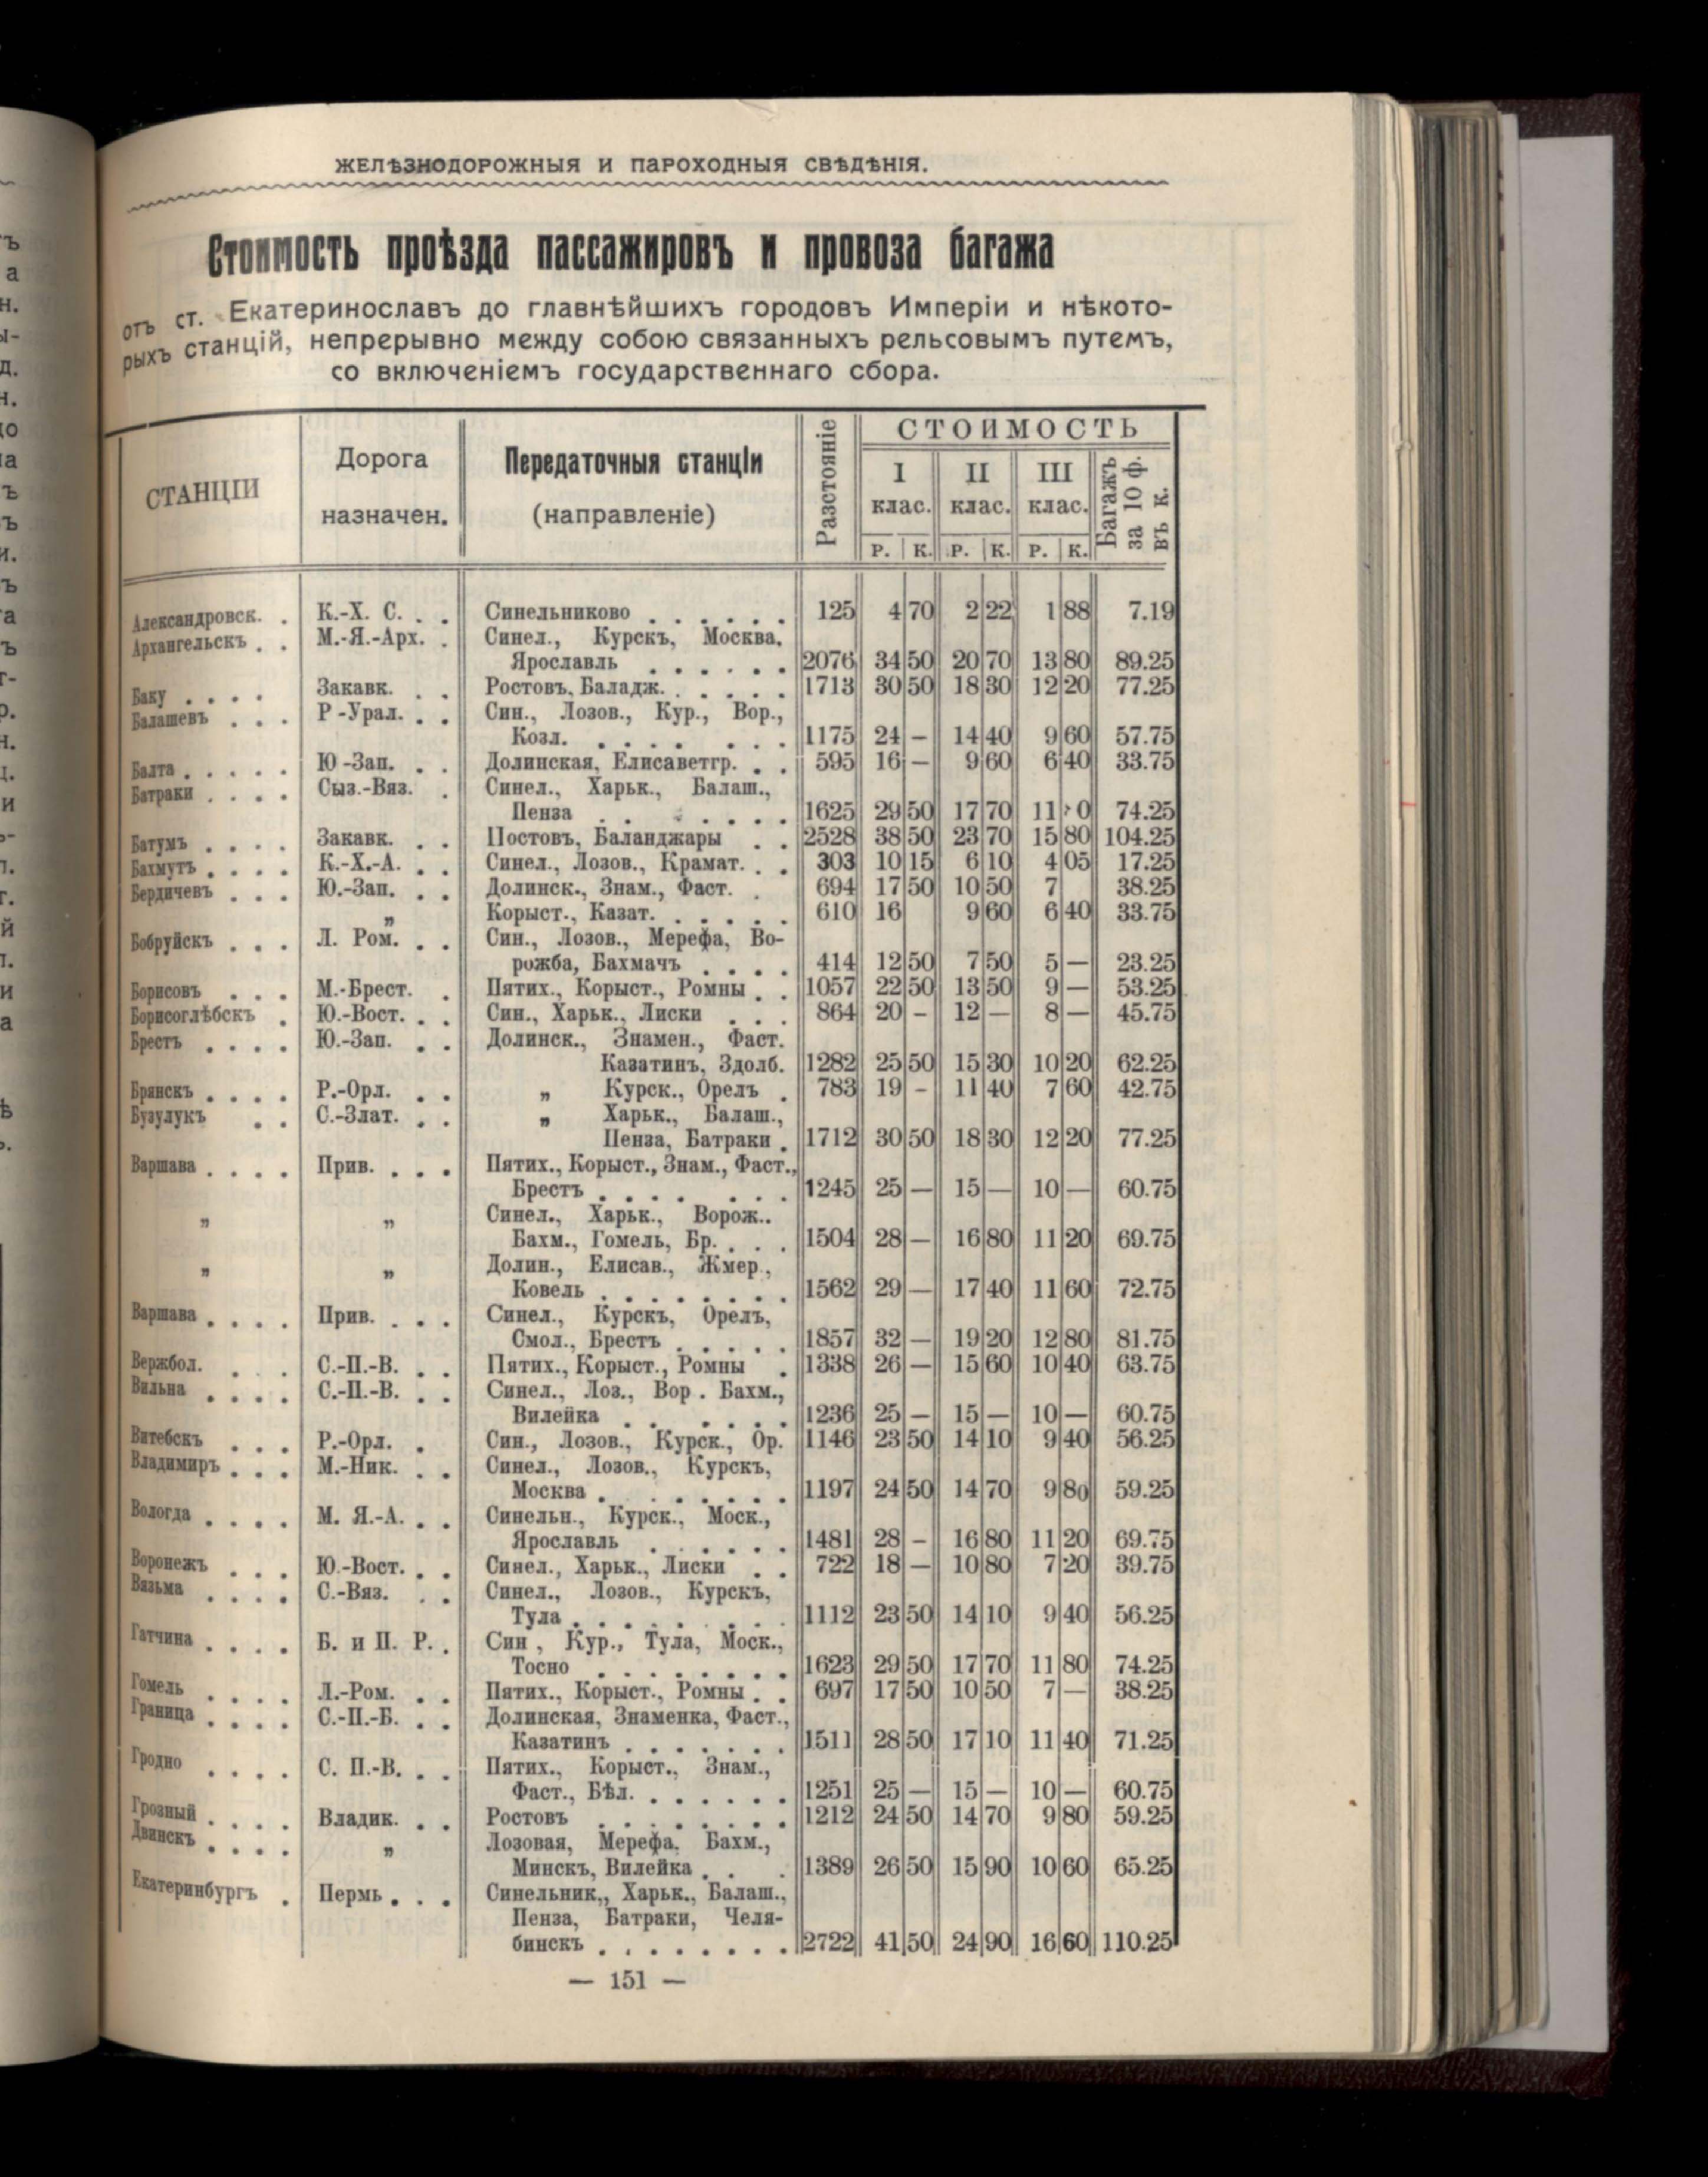 ЖЕЛѢЗНОДОРОЖНЫЯ И ПАРОХОДНЫЯ СВѢДѢНІЯ.
Стоимость проѣзда пассажировъ и провоза багажа
отъ ст. Екатеринославъ до главнѣйшихъ городовъ Имперіи и нѣкото-
рыхъ станцій, непрерывно между собою связанныхъ рельсовымъ путемъ,
со включеніемъ государственнаго сбора.
СТАНЦІИ Дорога назначен. Передаточныя станціи (направленіе) Разстояніе СТОИМОСТЬ
I клас. II клас. III клас. Багажъ за 10 ф. въ к.
Р. К. Р. К. Р. К.
Александровск. . К.-Х. С. . . Синельниково . . . . . . 125 4 70 2 22 1 88 7.19
Архангельскъ . . М.-Я.-Арх. . Синел., Курскъ, Москва,
Ярославль . . . . . . 2076 34 50 20 70 13 80 89.25
Баку . . . . Закавк. . . Ростовъ, Баладж. . . . . . 1713 30 50 18 30 12 20 77.25
Балашевъ . . . Р -Урал. . . Син., Лозов., Кур., Вор.,
Козл. . . . . . . . 1175 24 — 14 40 9 60 57.75
Балта . . . . . Ю -Зап. . . Долинская, Елисаветгр. . . 595 16 — 9 60 6 40 33.75
Батраки . . . . Сыз.-Вяз. . Синел., Харьк., Балаш.,
Пенза . . . . . . . 1625 29 50 17 70 11 0 74.25
Батумъ . . . . Закавк. . . Постовъ, Баланджары . . 2528 38 50 23 70 15 80 104.25
Бахмутъ . . . . К.-Х.-А. . . Синел., Лозов., Крамат. . . 303 10 15 6 10 4 05 17.25
Бердичевъ . . . Ю.-Зап. . . Долинск., Знам., Фаст. . 694 17 50 10 50 7 38.25
„ Корыст., Казат. . . . . . 610 16 9 60 6 40 33.75
Бобруйскъ . . . Л. Ром. . . Син., Лозов., Мерефа, Во-
рожба, Бахмачъ . . . . 414 12 50 7 50 5 — 23.25
Борисовъ . . . М.-Брест. . Пятих., Корыст., Ромны . . 1057 22 50 13 50 9 — 53.25
Борисоглѣбскъ . Ю.-Вост. . . Син., Харьк., Лиски . . . 864 20 - 12 — 8 — 45.75
Брестъ . . . . Ю.-Зап. . . Долинск., Знамен., Фаст.
Казатинъ, Здолб. 1282 25 50 15 30 10 20 62.25
Брянскъ . . . . Р.-Орл. . . „ Курск., Орелъ . 783 19 - 11 40 7 60 42.75
Бузулукъ . . С.-Злат. . . „ Харьк., Балаш.,
Пенза, Батраки . 1712 30 50 18 30 12 20 77.25
Варшава . . . . Прив. . . . Пятих., Корыст., Знам., Фаст.,
Брестъ . . . . . . . 1245 25 — 15 — 10 — 60.75
„ „ Синел., Харьк., Ворож..
Бахм., Гомель, Бр. . . . 1504 28 — 16 80 11 20 69.75
„ „ Долин., Елисав., Жмер.,
Ковель . . . . . . . . 1562 29 — 17 40 11 60 72.75
Варшава . . . . Прив. . . . Синел., Курскъ, Орелъ,
Смол., Брестъ . . . . . 1857 32 — 19 20 12 80 81.75
Вержбол. . . . С.-П.-В. . . Пятих., Корыст., Ромны . 1338 26 — 15 60 10 40 63.75
Вильна . . . . С.-П.-В. . . Синел., Лоз., Вор . Бахм.,
Вилейка . . . . . . 1236 25 — 15 — 10 — 60.75
Витебскъ . . . Р.-Орл. . Син., Лозов., Курск., Ор. 1146 23 50 14 10 9 40 56.25
Владимиръ . . . М.-Ник. . . Синел., Лозов., Курскъ,
Москва . . . . . . . 1197 24 50 14 70 9 80 59.25
Вологда . . . . М. Я.-А. . . Синельн., Курск., Моск.,
Ярославль . . . . . . 1481 28 - 16 80 11 20 69.75
Воронежъ . . . Ю.-Вост. . . Синел., Харьк., Лиски . . 722 18 — 10 80 7 20 39.75
Вязьма . . . . С.-Вяз. . . Синел., Лозов., Курскъ,
Тула . . . . . . . . 1112 23 50 14 10 9 40 56.25
Гатчина . . . . Б. и П. Р. . Син , Кур., Тула, Моск.,
Тосно . . . . . . . . 1623 29 50 17 70 11 80 74.25
Гомель . . . . Л.-Ром. . . Пятих., Корыст., Ромны . . 697 17 50 10 50 7 — 38.25
Граница . . . . С.-П.-Б. . . Долинская, Знаменка, Фаст.,
Казатинъ . . . . . . . 1511 28 50 17 10 11 40 71.25
Гродно . . . . С. П.-В. . . Пятих., Корыст., Знам.,
Фаст., Бѣл. . . . . . . 1251 25 — 15 — 10 — 60.75
Грозный . . . . Владик. . . Ростовъ . . . . . . . . 1212 24 50 14 70 9 80 59.25
Двинскъ . . . . „ Лозовая, Мерефа, Бахм.,
Минскъ, Вилейка . . . 1389 26 50 15 90 10 60 65.25
Екатеринбургъ . Пермь . . . Синельник,, Харьк., Балаш.,
Пенза, Батраки, Челя-
бинскъ . . . . . . . . 2722 41 50 24 90 16 60 110.25
— 151 —